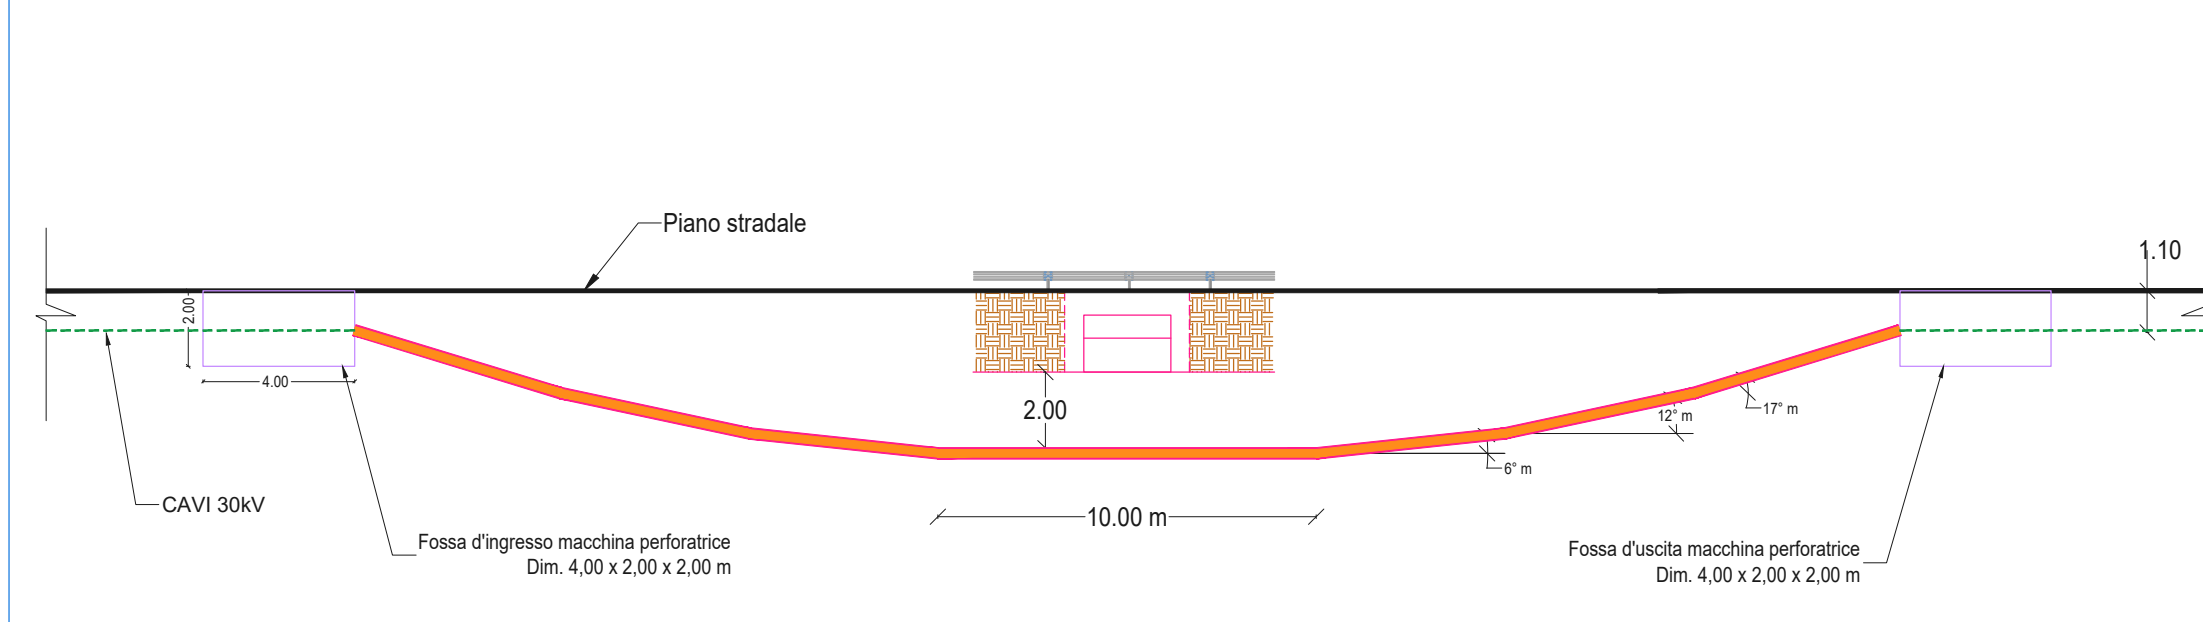 Piano stradale
1.10
2.00
4.00
2.00
12° m
17° m
6° m
CAVI 30kV
10.00 m
Fossa d'ingresso macchina perforatrice
Dim. 4,00 x 2,00 x 2,00 m
Fossa d'uscita macchina perforatrice
Dim. 4,00 x 2,00 x 2,00 m